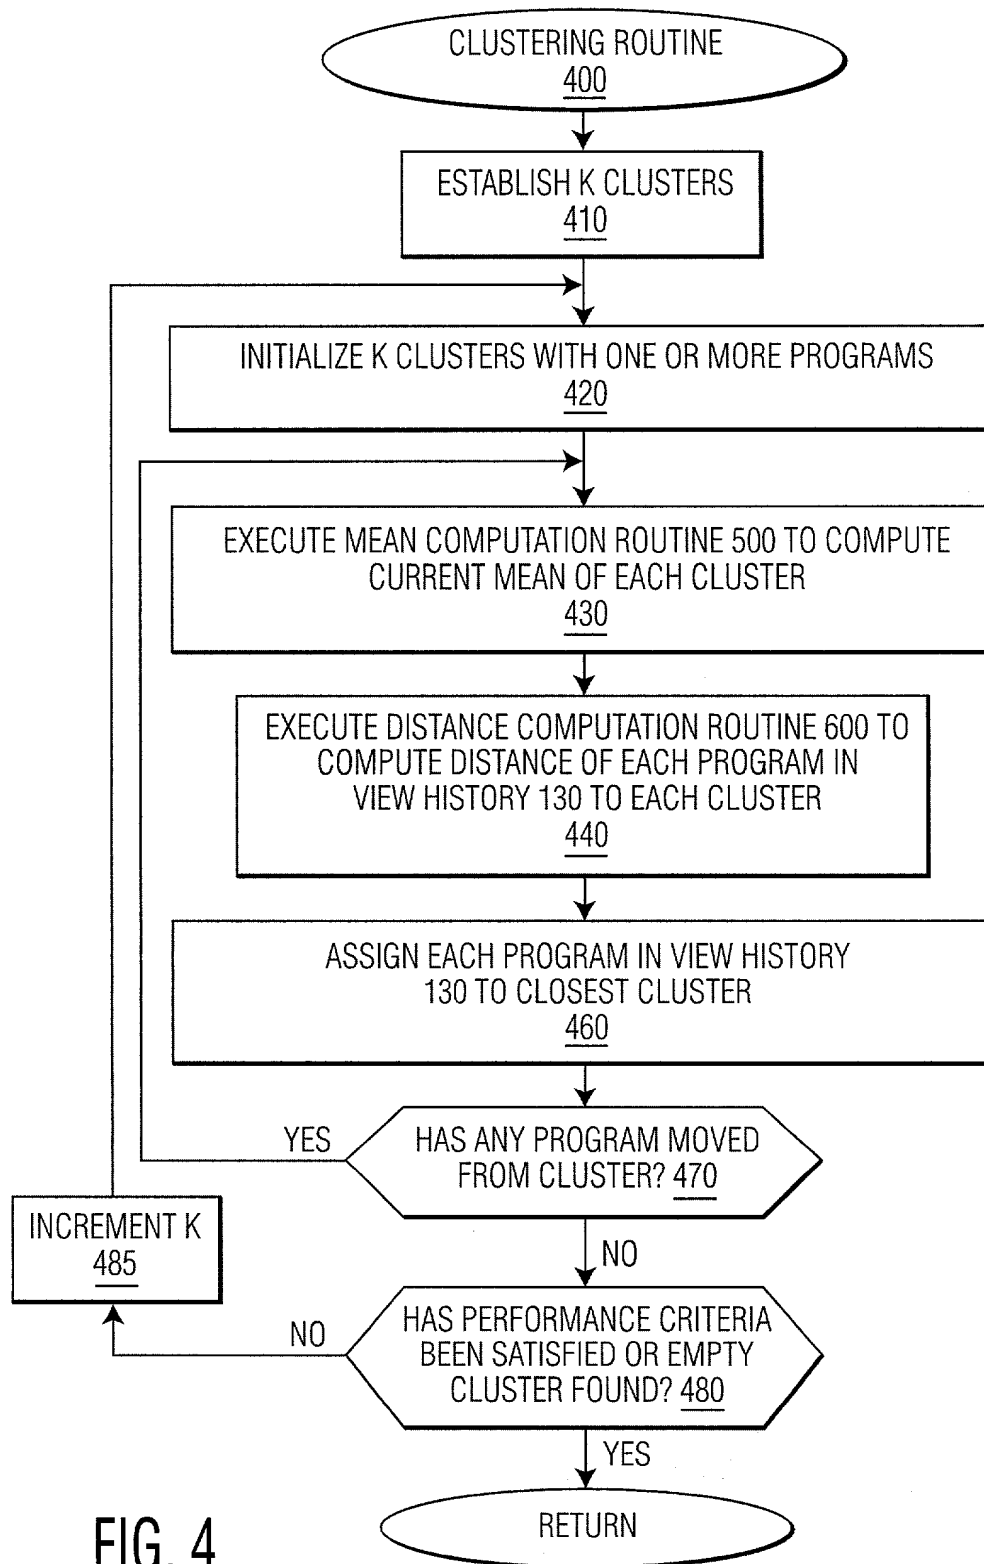 CLUSTERING ROUTINE
400
ESTABLISH K CLUSTERS
410
INITIALIZE K CLUSTERS WITH ONE OR MORE PROGRAMS
420
EXECUTE MEAN COMPUTATION ROUTINE 500 TO COMPUTE
CURRENT MEAN OF EACH CLUSTER
430
EXECUTE DISTANCE COMPUTATION ROUTINE 600 TO
COMPUTE DISTANCE OF EACH PROGRAM IN
VIEW HISTORY 130 TO EACH CLUSTER
440
ASSIGN EACH PROGRAM IN VIEW HISTORY
130 TO CLOSEST CLUSTER
460
YES
HAS ANY PROGRAM MOVED
FROM CLUSTER? 470
INCREMENT K
485
NO
NO
HAS PERFORMANCE CRITERIA
BEEN SATISFIED OR EMPTY
CLUSTER FOUND? 480
YES
RETURN
FIG. 4